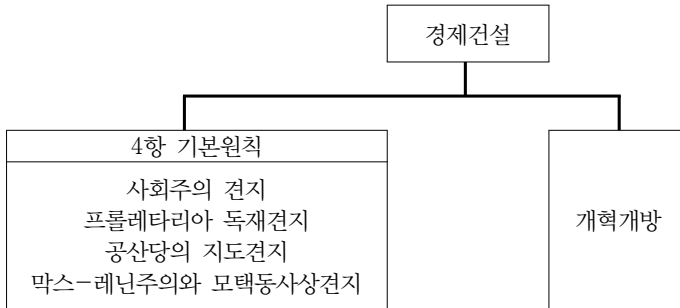 경제건설
4항 기본원칙
사회주의 견지
프롤레타리아 독재견지
공산당의 지도견지
막스-레닌주의와 모택동사상견지
개혁개방